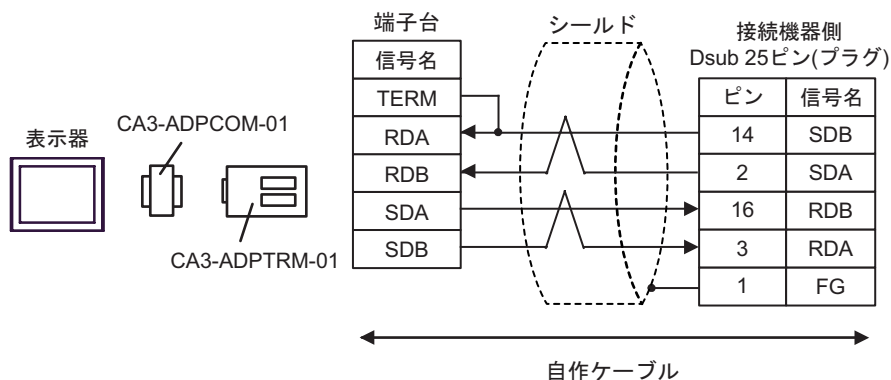 端子台
シールド
接続機器側
Dsub 25ピン(プラグ)
信号名
TERM
RDA
RDB
SDA
SDB
ピン 信号名
14 SDB
2 SDA
16 RDB
3 RDA
1 FG
表示器
CA3-ADPCOM-01
CA3-ADPTRM-01
自作ケーブル